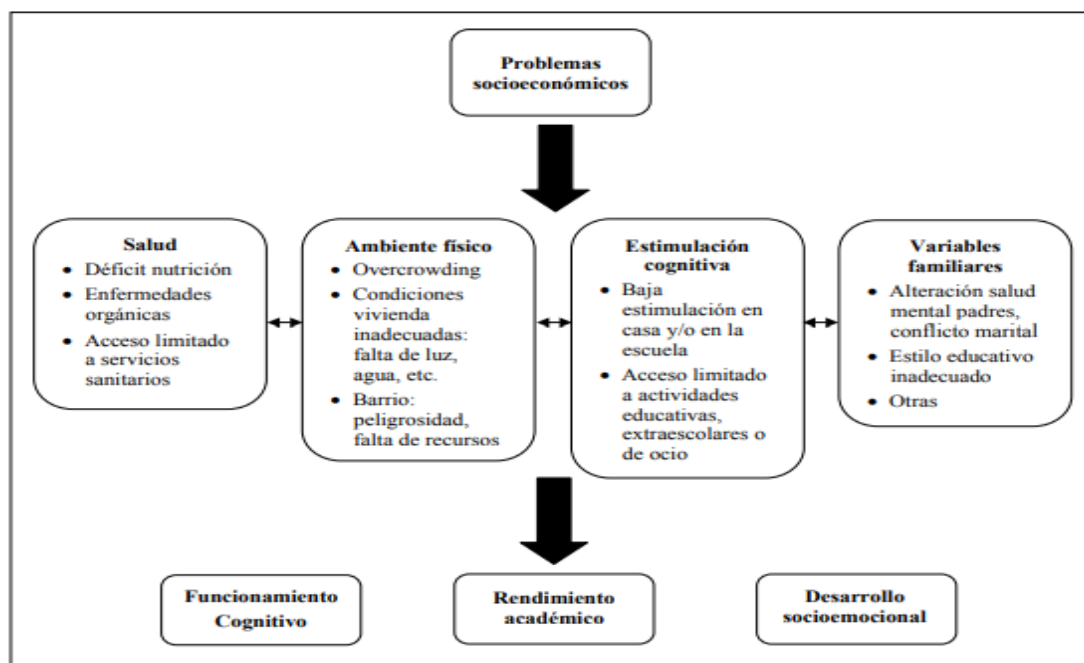 Problemas
socioeconómicos
Salud
• Déficit nutrición
• Enfermedades
orgánicas
• Acceso limitado
a servicios
sanitarios
Ambiente físico
• Overcrowding
• Condiciones
vivienda
inadecuadas:
falta de luz,
agua, etc.
• Barrio:
peligrosidad,
falta de recursos
Estimulación
cognitiva
• Baja
estimulación en
casa y/o en la
escuela
• Acceso limitado
a actividades
educativas,
extraescolares o
de ocio
Variables
familiares
• Alteración salud
mental padres,
conflicto marital
• Estilo educativo
inadecuado
• Otras
Funcionamiento
Cognitivo
Rendimiento
académico
Desarrollo
socioemocional